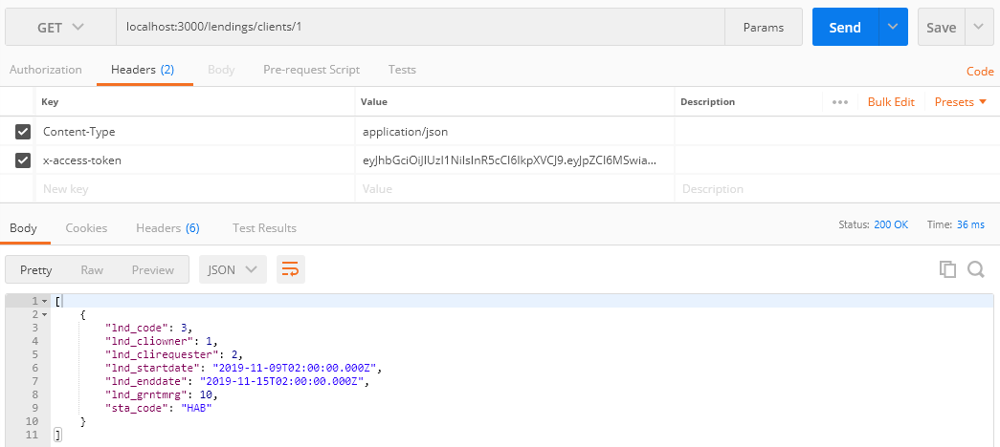 GET localhost:3000/lendings/clients/1 Params Send Save
Authorization Headers (2) Body Pre-request Script Tests Code
Key Value Description ••• Bulk Edit Presets
Content-Type application/json
x-access-token eyJhbGciOiJIUzI1NiIsInR5cCI6IkpXVCJ9.eyJpZCI6MSwia...
New key Value Description
Body Cookies Headers (6) Test Results Status: 200 OK Time: 36 ms
Pretty Raw Preview JSON
1 [
2 {
3 "lnd_code": 3,
4 "lnd_cliowner": 1,
5 "lnd_clirequester": 2,
6 "lnd_startdate": "2019-11-09T02:00:00.000Z",
7 "lnd_enddate": "2019-11-15T02:00:00.000Z",
8 "lnd_grntmrg": 10,
9 "sta_code": "HAB"
10 }
11 ]